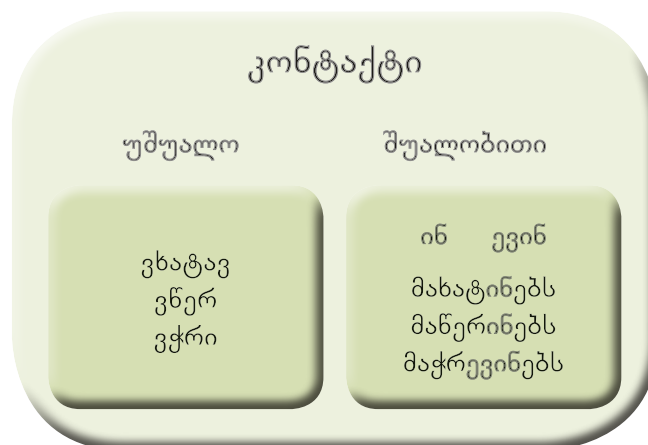 კონტაქტი
უშუალო
შუალობითი
ვხატავ
ვწერ
ვჭრი
ინ ევინ
მახატინებს
მაწერინებს
მაჭრევინებს